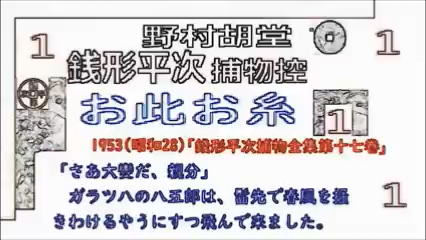 野村胡堂
銭形平次 捕物控
お此お糸
1953(昭和28)「銭形平次捕物全集第十七巻」
「さあ大變だ、親分」
ガラツハの八五郎は、髷先で春風を掻
きわけるやうにすつ飛んで来ました。
1
1
1
1